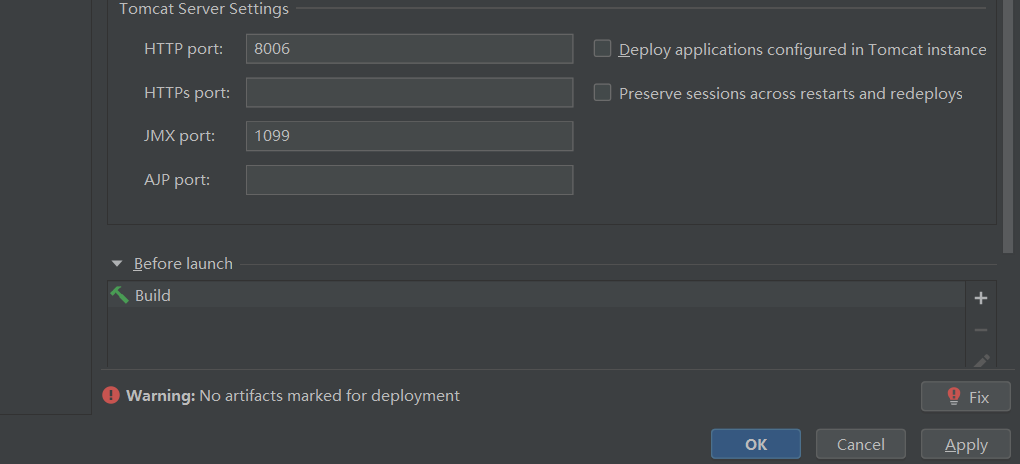 Tomcat Server Settings
HTTP port: 8006 Deploy applications configured in Tomcat instance
HTTPs port: Preserve sessions across restarts and redeploys
JMX port: 1099
AJP port:
Before launch
Build
Warning: No artifacts marked for deployment Fix
OK Cancel Apply